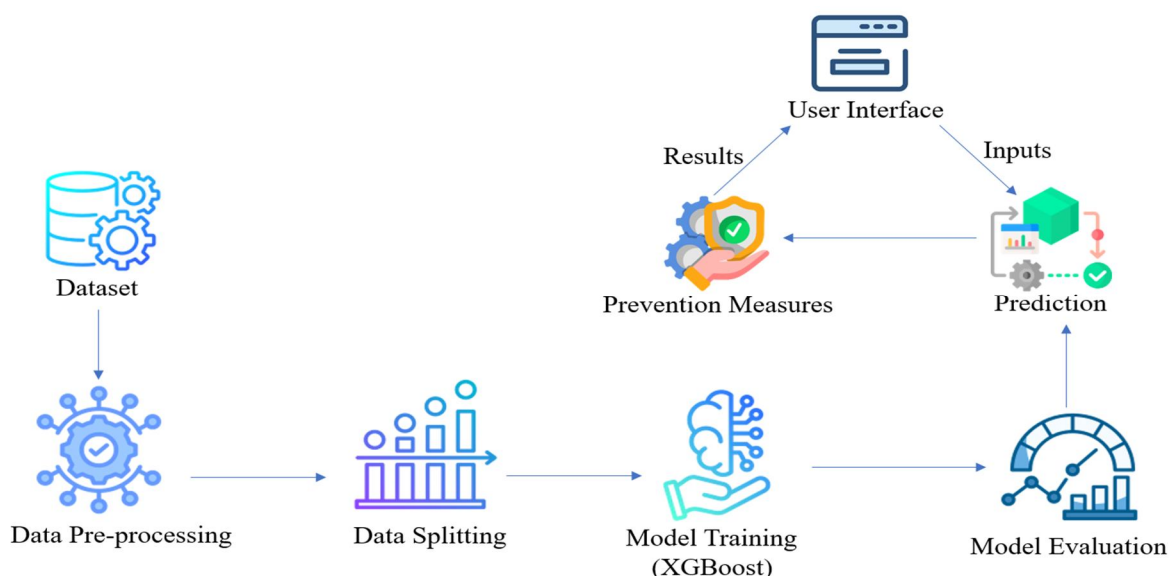 User Interface
Results
Inputs
Dataset
Prevention Measures
Prediction
Data Pre-processing
Data Splitting
Model Training
(XGBoost)
Model Evaluation